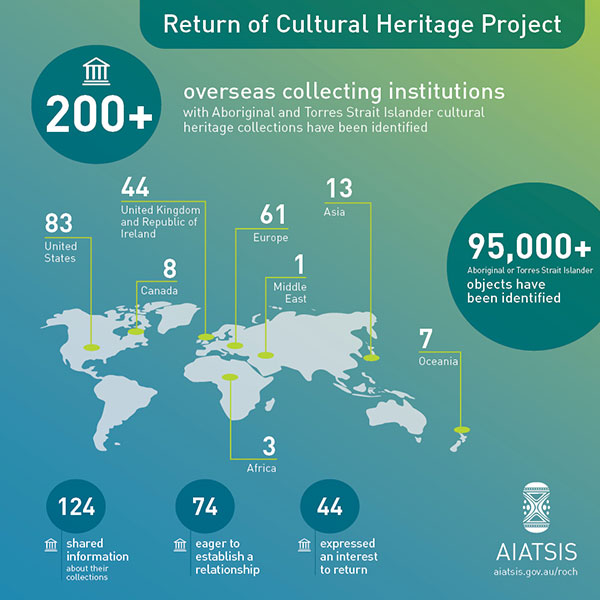 Return of Cultural Heritage Project
200+
overseas collecting institutions
with Aboriginal and Torres Strait Islander cultural
heritage collections have been identified
83
United
States
44
United Kingdom
and Republic of
Ireland
8
Canada
61
Europe
1
Middle
East
13
Asia
95,000+
Aboriginal or Torres Strait Islander
objects have
been identified
7
Oceania
3
Africa
124
shared
information
about their
collections
74
eager to
establish a
relationship
44
expressed
an interest
to return
AIATSIS
aiatsis.gov.au/roch